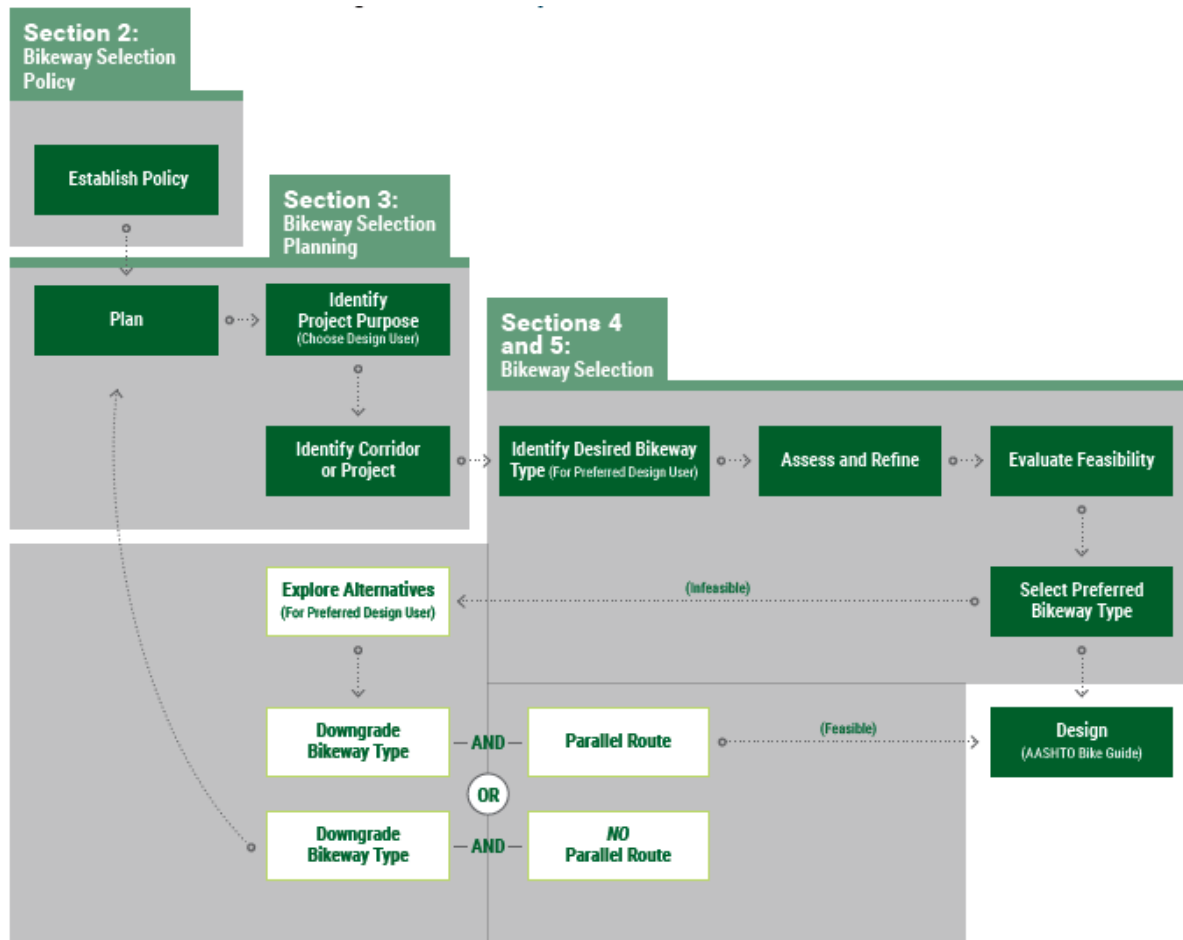 Section 2:
Bikeway Selection
Policy
Establish Policy
Section 3:
Bikeway Selection
Planning
Plan
Identify
Project Purpose
(Choose Design User)
Sections 4
and 5:
Bikeway Selection
Identify Corridor
or Project
Identify Desired Bikeway
Type (For Preferred Design User)
Assess and Refine
Evaluate Feasibility
Explore Alternatives
(For Preferred Design User)
(Infeasible)
Select Preferred
Bikeway Type
Downgrade
Bikeway Type
AND
Parallel Route
(Feasible)
Design
(AASHTO Bike Guide)
OR
Downgrade
Bikeway Type
AND
NO
Parallel Route